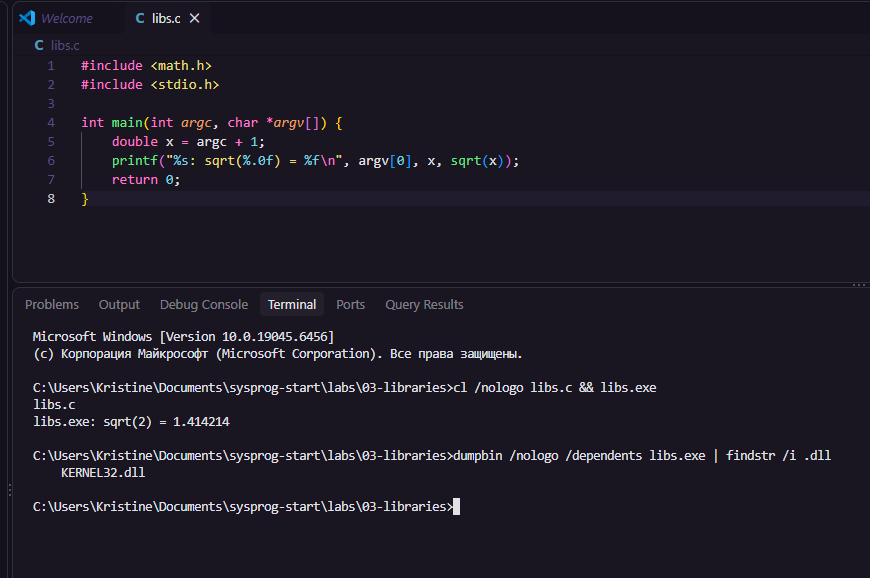 Welcome libs.c
libs.c
1 #include <math.h>
2 #include <stdio.h>
3
4 int main(int argc, char *argv[]) {
5     double x = argc + 1;
6     printf("%s: sqrt(%.0f) = %f\n", argv[0], x, sqrt(x));
7     return 0;
8 }
Problems Output Debug Console Terminal Ports Query Results
Microsoft Windows [Version 10.0.19045.6456]
(c) Корпорация Майкрософт (Microsoft Corporation). Все права защищены.
C:\Users\Kristine\Documents\sysprog-start\labs\03-libraries>cl /nologo libs.c && libs.exe
libs.c
libs.exe: sqrt(2) = 1.414214
C:\Users\Kristine\Documents\sysprog-start\labs\03-libraries>dumpbin /nologo /dependents libs.exe | findstr /i .dll
    KERNEL32.dll
C:\Users\Kristine\Documents\sysprog-start\labs\03-libraries>